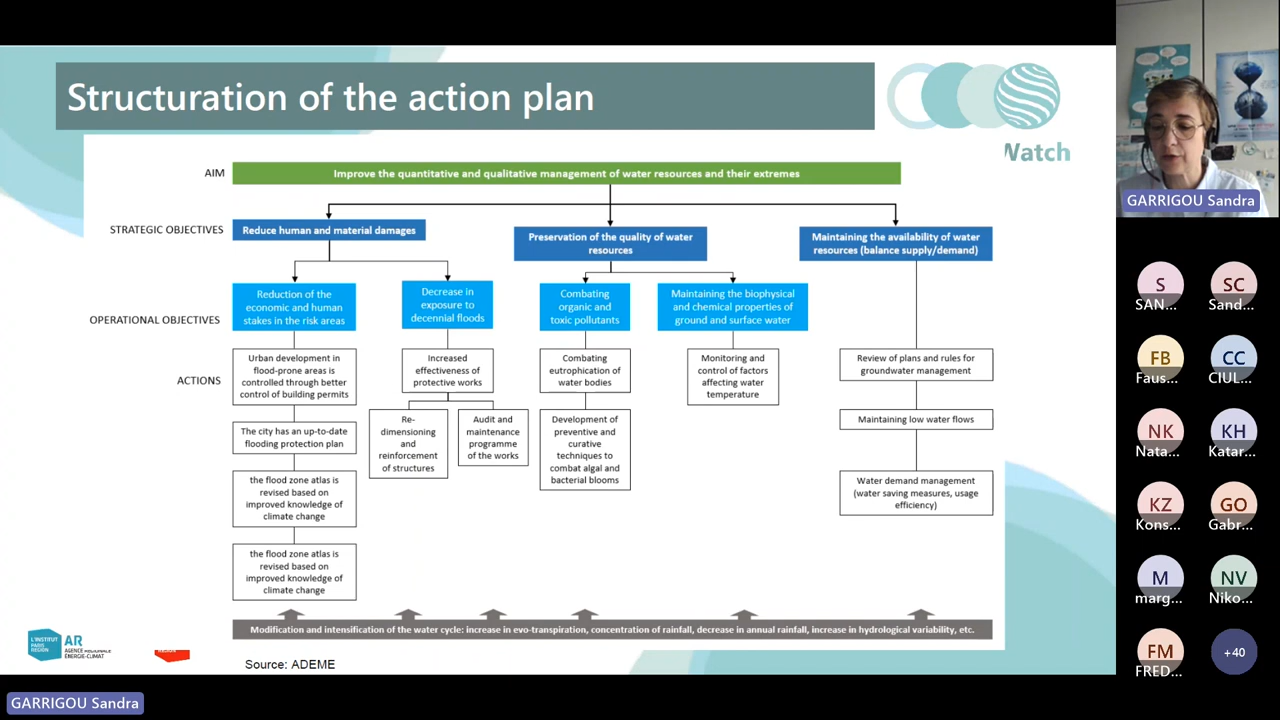 Structuration of the action plan
Watch
AIM
Improve the quantitative and qualitative management of water resources and their extremes
STRATEGIC OBJECTIVES
Reduce human and material damages
Preservation of the quality of water
resources
Maintaining the availability of water
resources (balance supply/demand)
OPERATIONAL OBJECTIVES
Reduction of the
economic and human
stakes in the risk areas
Decrease in
exposure to
decennial floods
Combating
organic and
toxic pollutants
Maintaining the biophysical
and chemical properties of
ground and surface water
ACTIONS
Urban development in
flood-prone areas is
controlled through better
control of building permits
Increased
effectiveness of
protective works
Combating
eutrophication of
water bodies
Monitoring and
control of factors
affecting water
temperature
Review of plans and rules for
groundwater management
The city has an up-to-date
flooding protection plan
Re-
dimensioning
and
reinforcement
of structures
Audit and
maintenance
programme
of the works
Development of
preventive and
curative
techniques to
combat algal and
bacterial blooms
Maintaining low water flows
the flood zone atlas is
revised based on
improved knowledge of
climate change
Water demand management
(water saving measures, usage
efficiency)
the flood zone atlas is
revised based on
improved knowledge of
climate change
Modification and intensification of the water cycle: increase in evo-transpiration, concentration of rainfall, decrease in annual rainfall, increase in hydrological variability, etc.
L'INSTITUT
PARIS
REGION
AR
AGENCE RÉGIONALE
ÉNERGIE-CLIMAT
Source: ADEME
GARRIGOU Sandra
GARRIGOU Sandra
S
SAN...
SC
Sand...
FB
Faus...
CC
CIUL...
NK
Nata...
KH
Katar...
KZ
Kons...
GO
Gabr...
M
marg...
NV
Niko...
FM
FRED...
+40